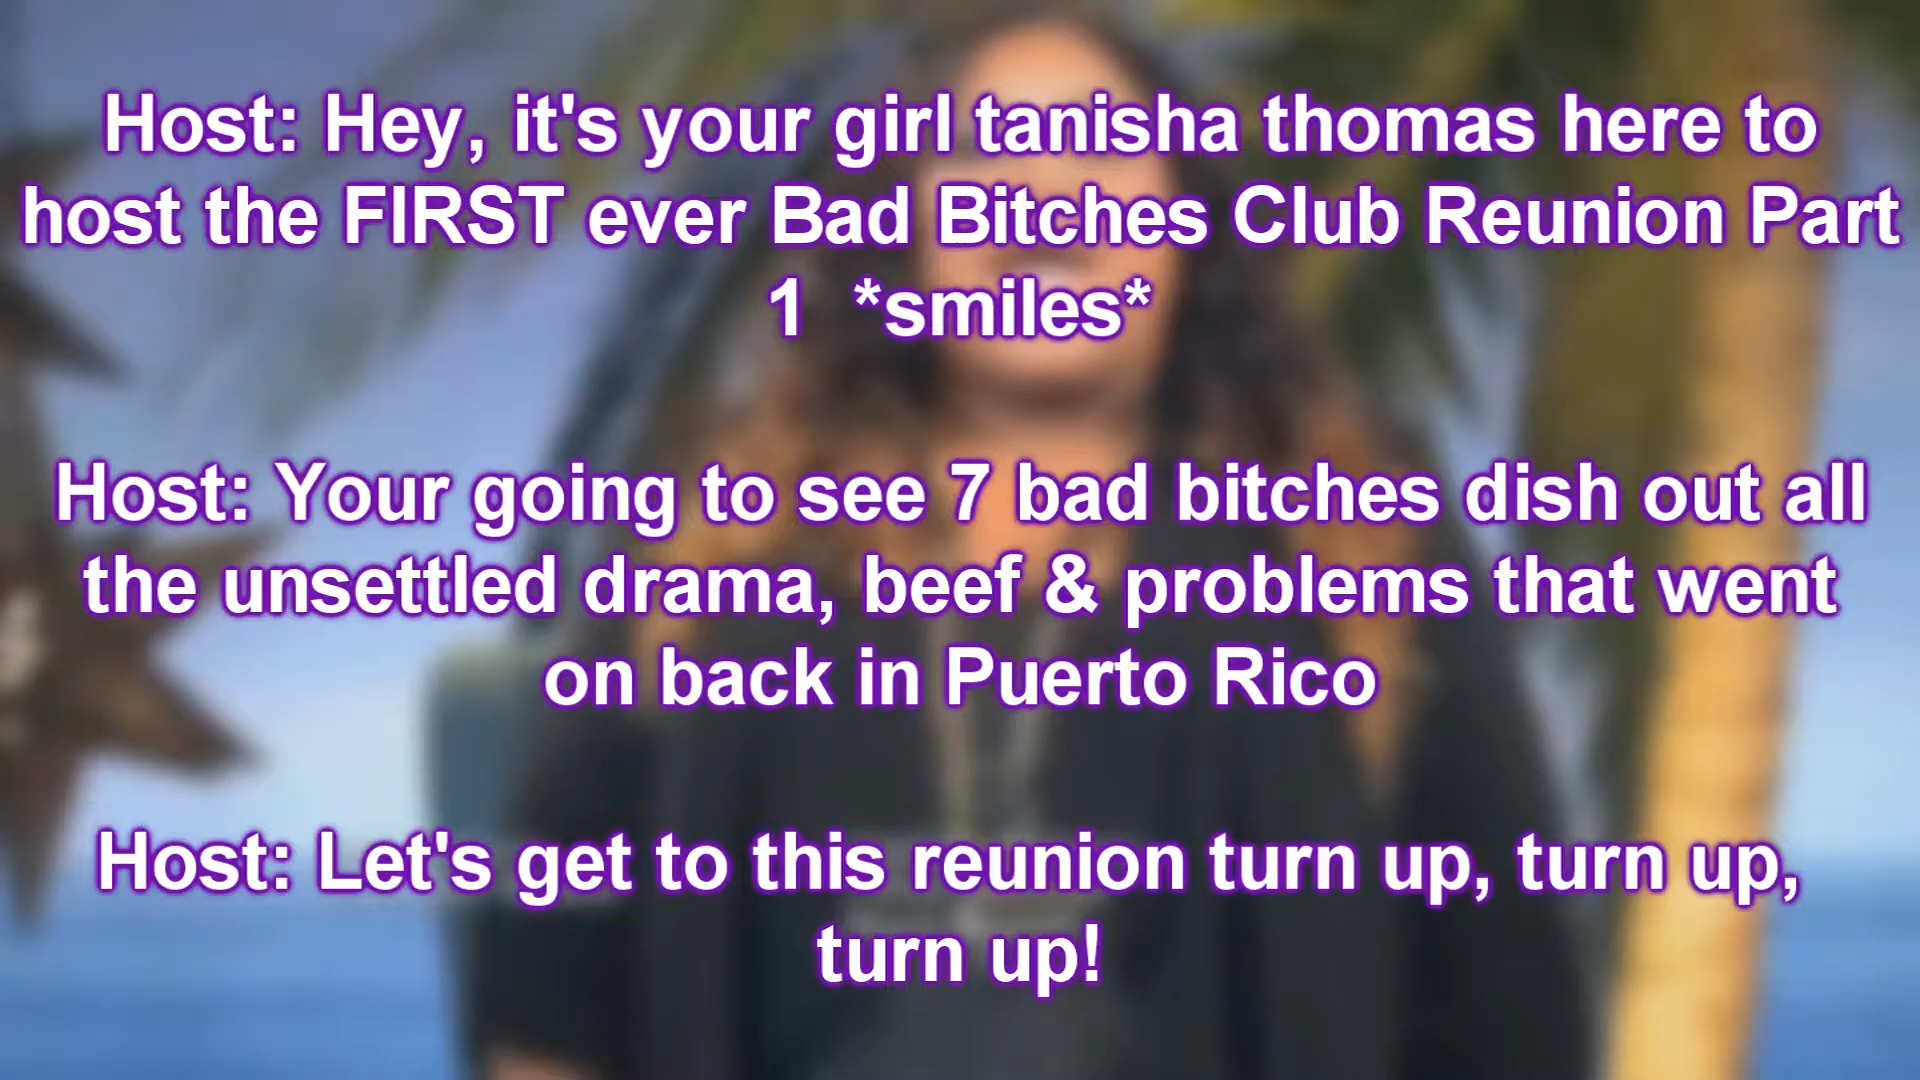 Host: Hey, it's your girl tanisha thomas here to
host the FIRST ever Bad Bitches Club Reunion Part
1  *smiles*
Host: Your going to see 7 bad bitches dish out all
the unsettled drama, beef & problems that went
on back in Puerto Rico
Host: Let's get to this reunion turn up, turn up,
turn up!